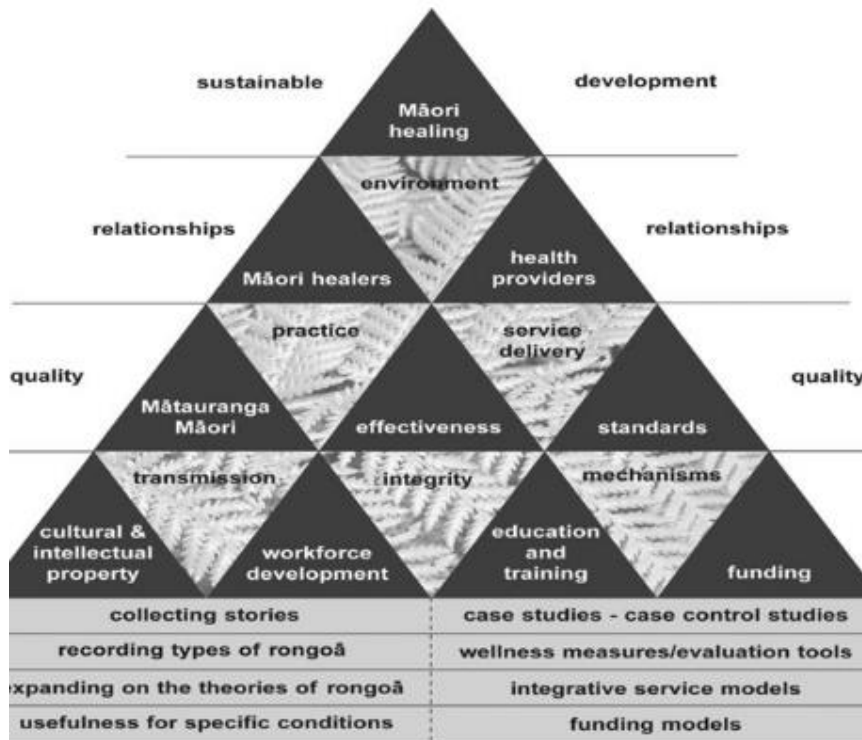 sustainable
development
Māori
healing
environment
relationships
relationships
Māori healers
health
providers
practice
service
delivery
quality
quality
Mātauranga
Māori
effectiveness
standards
transmission
integrity
mechanisms
cultural &
intellectual
property
workforce
development
education
and
training
funding
collecting stories
case studies - case control studies
recording types of rongoā
wellness measures/evaluation tools
expanding on the theories of rongoā
integrative service models
usefulness for specific conditions
funding models